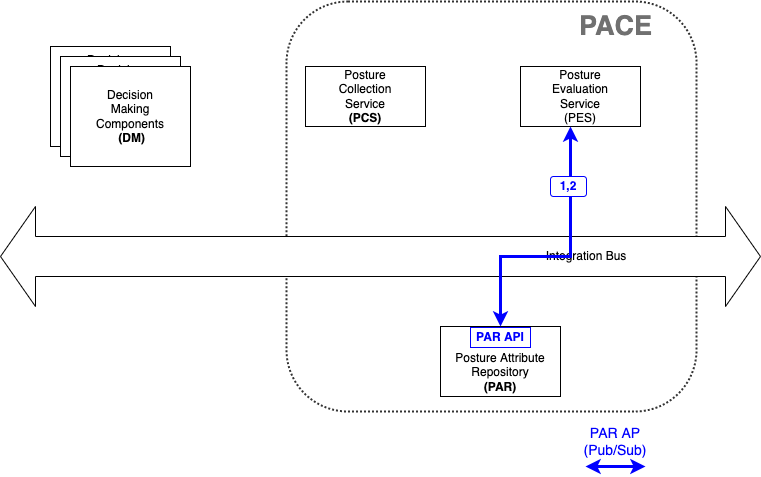 PACE
Decision
Making
Components
(DM)
Posture
Collection
Service
(PCS)
Posture
Evaluation
Service
(PES)
1,2
Integration Bus
PAR API
Posture Attribute
Repository
(PAR)
PAR AP
(Pub/Sub)